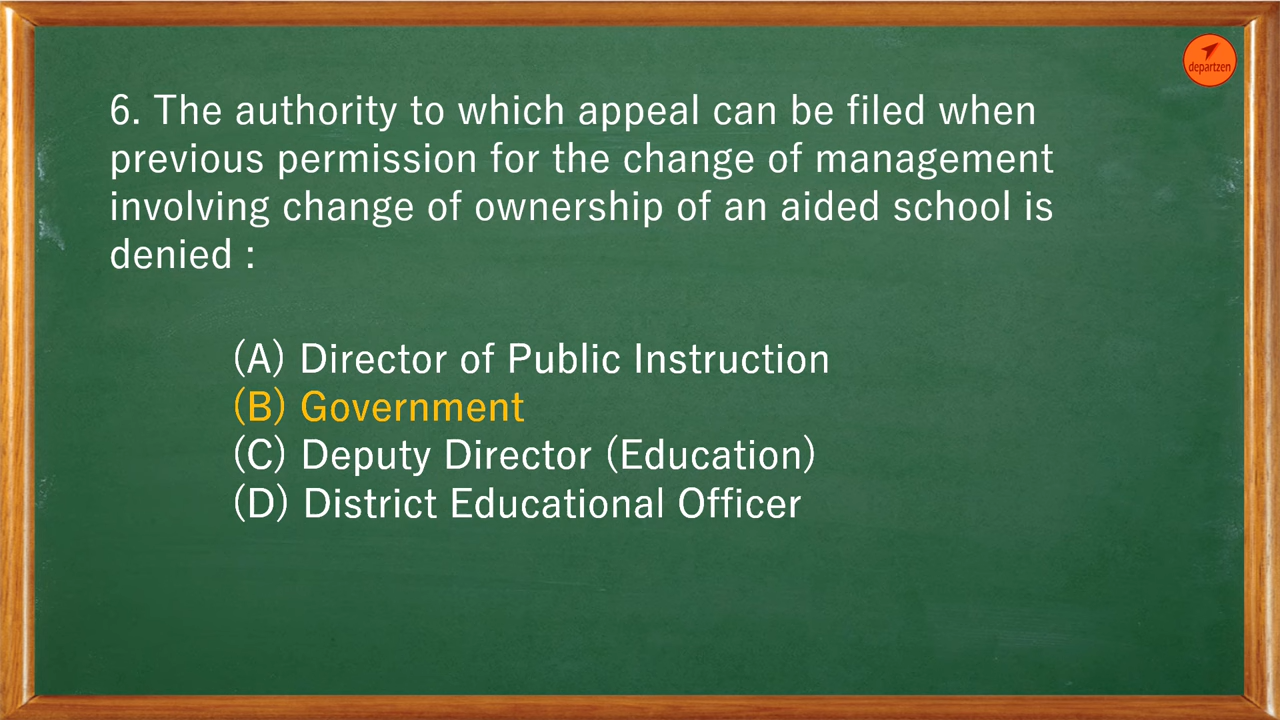 departzen
6. The authority to which appeal can be filed when
previous permission for the change of management
involving change of ownership of an aided school is
denied :
(A) Director of Public Instruction
(B) Government
(C) Deputy Director (Education)
(D) District Educational Officer